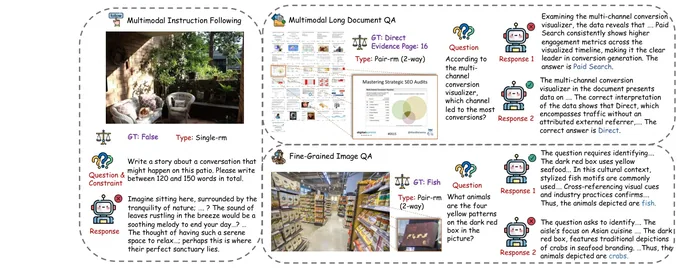 Multimodal Instruction Following
GT: False
Type: Single-rm
Question &
Constraint
Write a story about a conversation that
might happen on this patio. Please write
between 120 and 150 words in total.
Response
Imagine sitting here, surrounded by the
tranquility of nature; .... ? The sound of
leaves rustling in the breeze would be a
soothing melody to end your day...? ...
The thought of having such a serene
space to relax...; perhaps this is where
their perfect sanctuary lies.
Multimodal Long Document QA
GT: Direct
Evidence Page: 16
Type: Pair-rm (2-way)
Mastering Strategic SEO Audits
Question
According to
the multi-
channel
conversion
visualizer,
which channel
led to the most
conversions?
Response 1
Examining the multi-channel conversion
visualizer, the data reveals that .... Paid
Search consistently shows higher
engagement metrics across the
visualized timeline, making it the clear
leader in conversion generation. The
answer is Paid Search.
Response 2
The multi-channel conversion
visualizer in the document presents
data on .... The correct interpretation
of the data shows that Direct, which
encompasses traffic without an
attributed external referrer,.... The
correct answer is Direct.
Fine-Grained Image QA
GT: Fish
Type: Pair-rm
(2-way)
Question
What animals
are the four
yellow patterns
on the dark red
box in the
picture?
Response 1
The question requires identifying....
The dark red box uses yellow
seafood... In this cultural context,
stylized fish motifs are commonly
used.... Cross-referencing visual cues
and industry practices confirms....
Thus, the animals depicted are fish.
Response 2
The question asks to identify.... The
aisle's focus on Asian cuisine .... The dark
red box, features traditional depictions
of crabs in seafood branding. ...Thus, the
animals depicted are crabs.